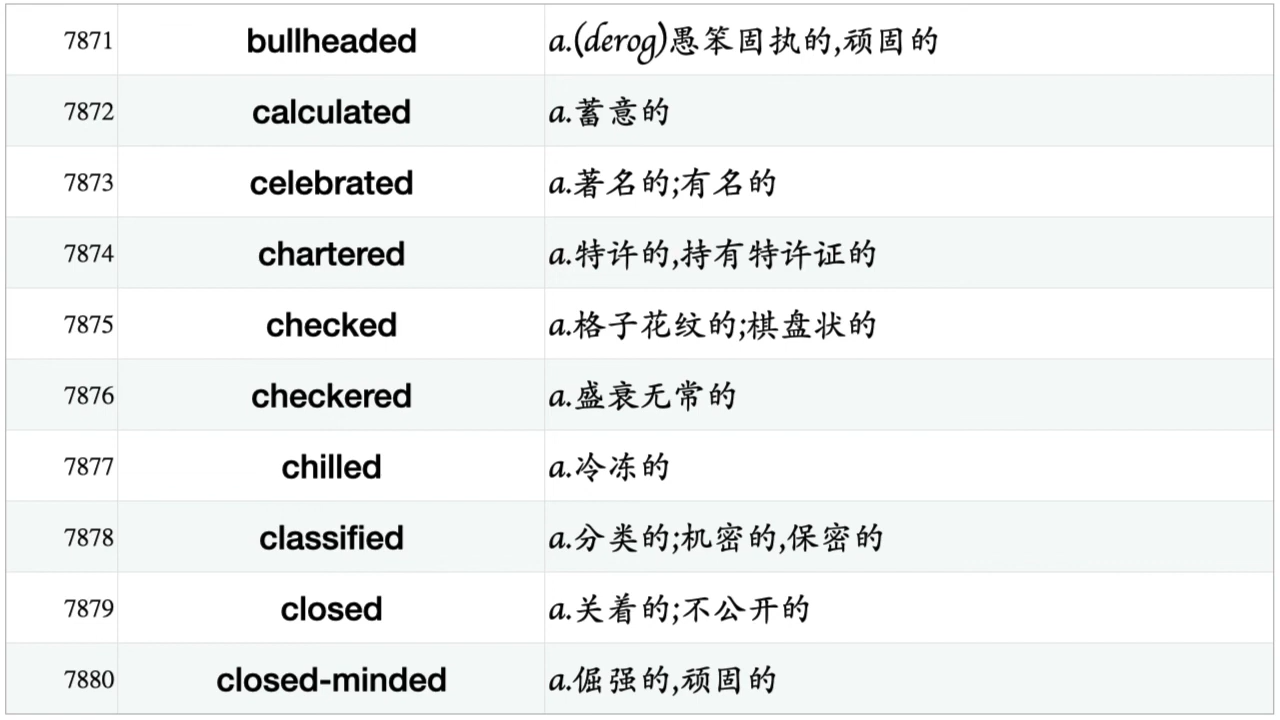 7871 bullheaded a.(derog)愚笨固执的,顽固的
7872 calculated a.蓄意的
7873 celebrated a.著名的;有名的
7874 chartered a.特许的,持有特许证的
7875 checked a.格子花纹的;棋盘状的
7876 checkered a.盛衰无常的
7877 chilled a.冷冻的
7878 classified a.分类的;机密的,保密的
7879 closed a.关着的;不公开的
7880 closed-minded a.倔强的,顽固的